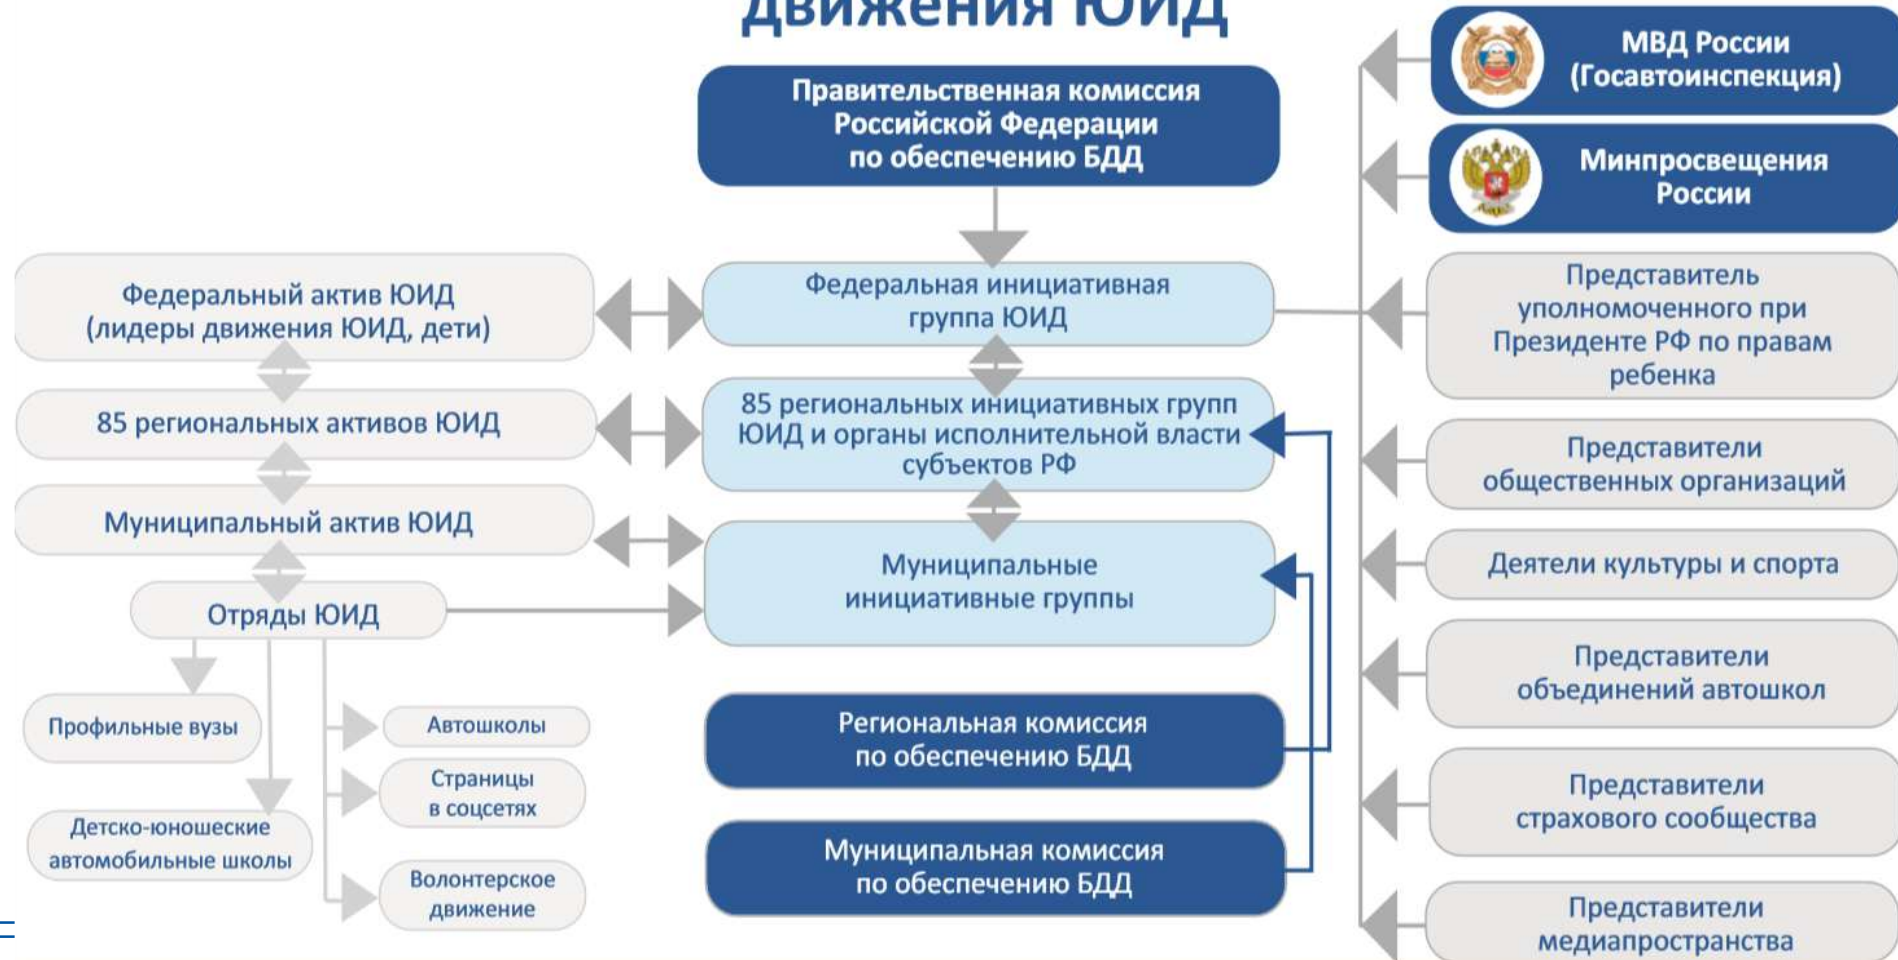 движения ЮИД
Правительственная комиссия
Российской Федерации
по обеспечению БДД
МВД России
(Госавтоинспекция)
Минпросвещения
России
Федеральный актив ЮИД
(лидеры движения ЮИД, дети)
Федеральная инициативная
группа ЮИД
Представитель
уполномоченного при
Президенте РФ по правам
ребенка
85 региональных активов ЮИД
85 региональных инициативных групп
ЮИД и органы исполнительной власти
субъектов РФ
Представители
общественных организаций
Муниципальный актив ЮИД
Муниципальные
инициативные группы
Деятели культуры и спорта
Отряды ЮИД
Представители
объединений автошкол
Профильные вузы
Автошколы
Региональная комиссия
по обеспечению БДД
Страницы
в соцсетях
Представители
страхового сообщества
Детско-юношеские
автомобильные школы
Муниципальная комиссия
по обеспечению БДД
Волонтерское
движение
Представители
медиапространства